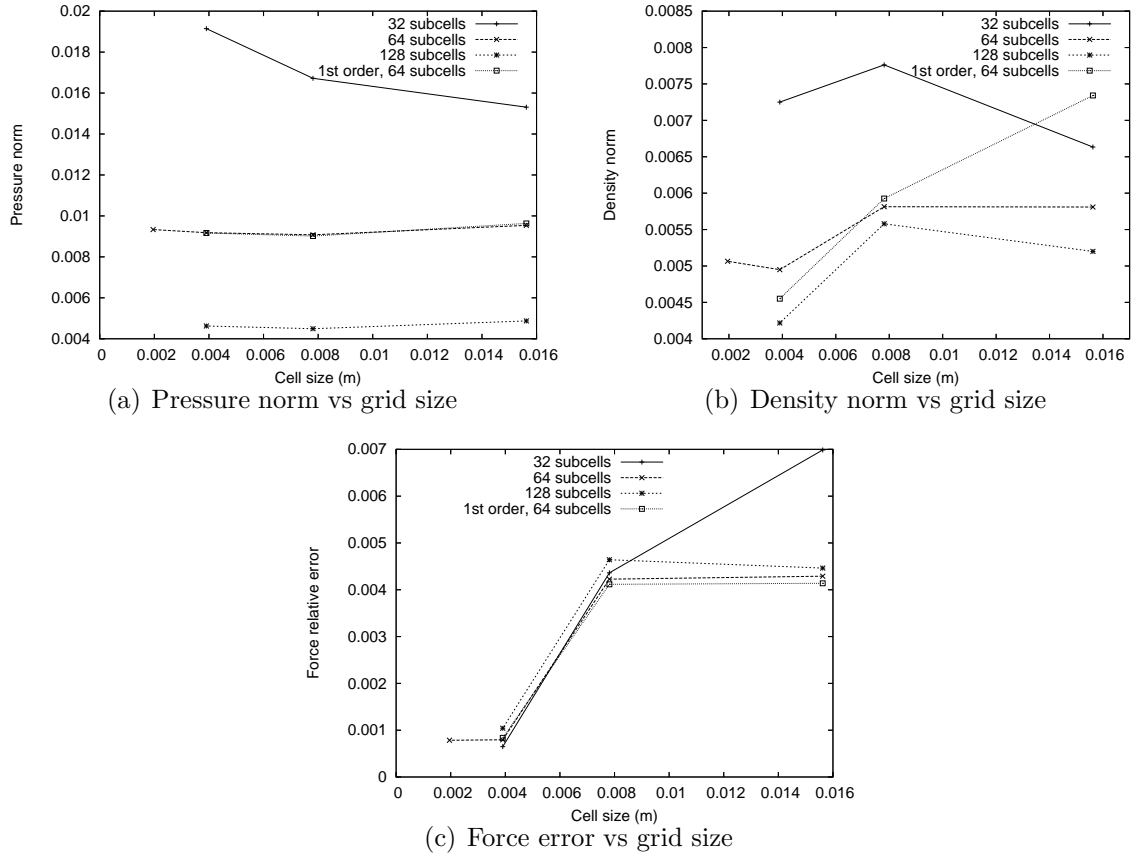 0.02
0.018
0.016
0.014
0.012
0.01
0.008
0.006
0.004
0
0.002
0.004
0.006
0.008
0.01
0.012
0.014
0.016
Pressure norm
Cell size (m)
32 subcells
64 subcells
128 subcells
1st order, 64 subcells
(a) Pressure norm vs grid size
0.0085
0.008
0.0075
0.007
0.0065
0.006
0.0055
0.005
0.0045
0.004
0.002
0.004
0.006
0.008
0.01
0.012
0.014
0.016
Density norm
Cell size (m)
32 subcells
64 subcells
128 subcells
1st order, 64 subcells
(b) Density norm vs grid size
0.007
0.006
0.005
0.004
0.003
0.002
0.001
0
0
0.002
0.004
0.006
0.008
0.01
0.012
0.014
0.016
Force relative error
Cell size (m)
32 subcells
64 subcells
128 subcells
1st order, 64 subcells
(c) Force error vs grid size